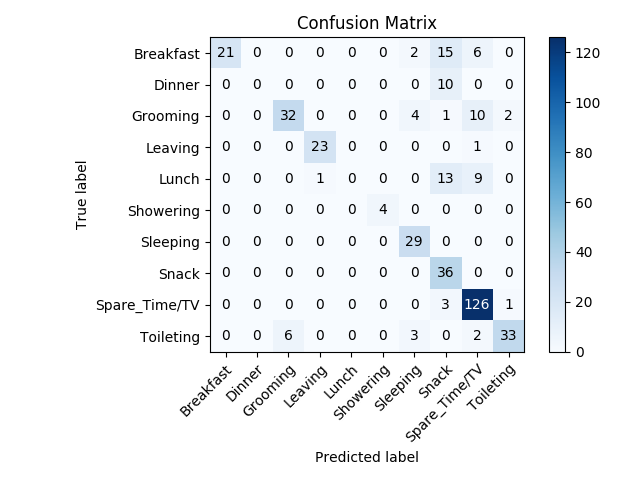 Confusion Matrix
True label
Breakfast 21 0 0 0 0 0 2 15 6 0
Dinner 0 0 0 0 0 0 0 10 0 0
Grooming 0 0 32 0 0 0 4 1 10 2
Leaving 0 0 0 23 0 0 0 0 1 0
Lunch 0 0 0 1 0 0 0 13 9 0
Showering 0 0 0 0 0 4 0 0 0 0
Sleeping 0 0 0 0 0 0 29 0 0 0
Snack 0 0 0 0 0 0 0 36 0 0
Spare_Time/TV 0 0 0 0 0 0 0 3 126 1
Toileting 0 0 6 0 0 0 3 0 2 33
Breakfast Dinner Grooming Leaving Lunch Showering Sleeping Snack Spare_Time/TV Toileting
Predicted label
120
100
80
60
40
20
0